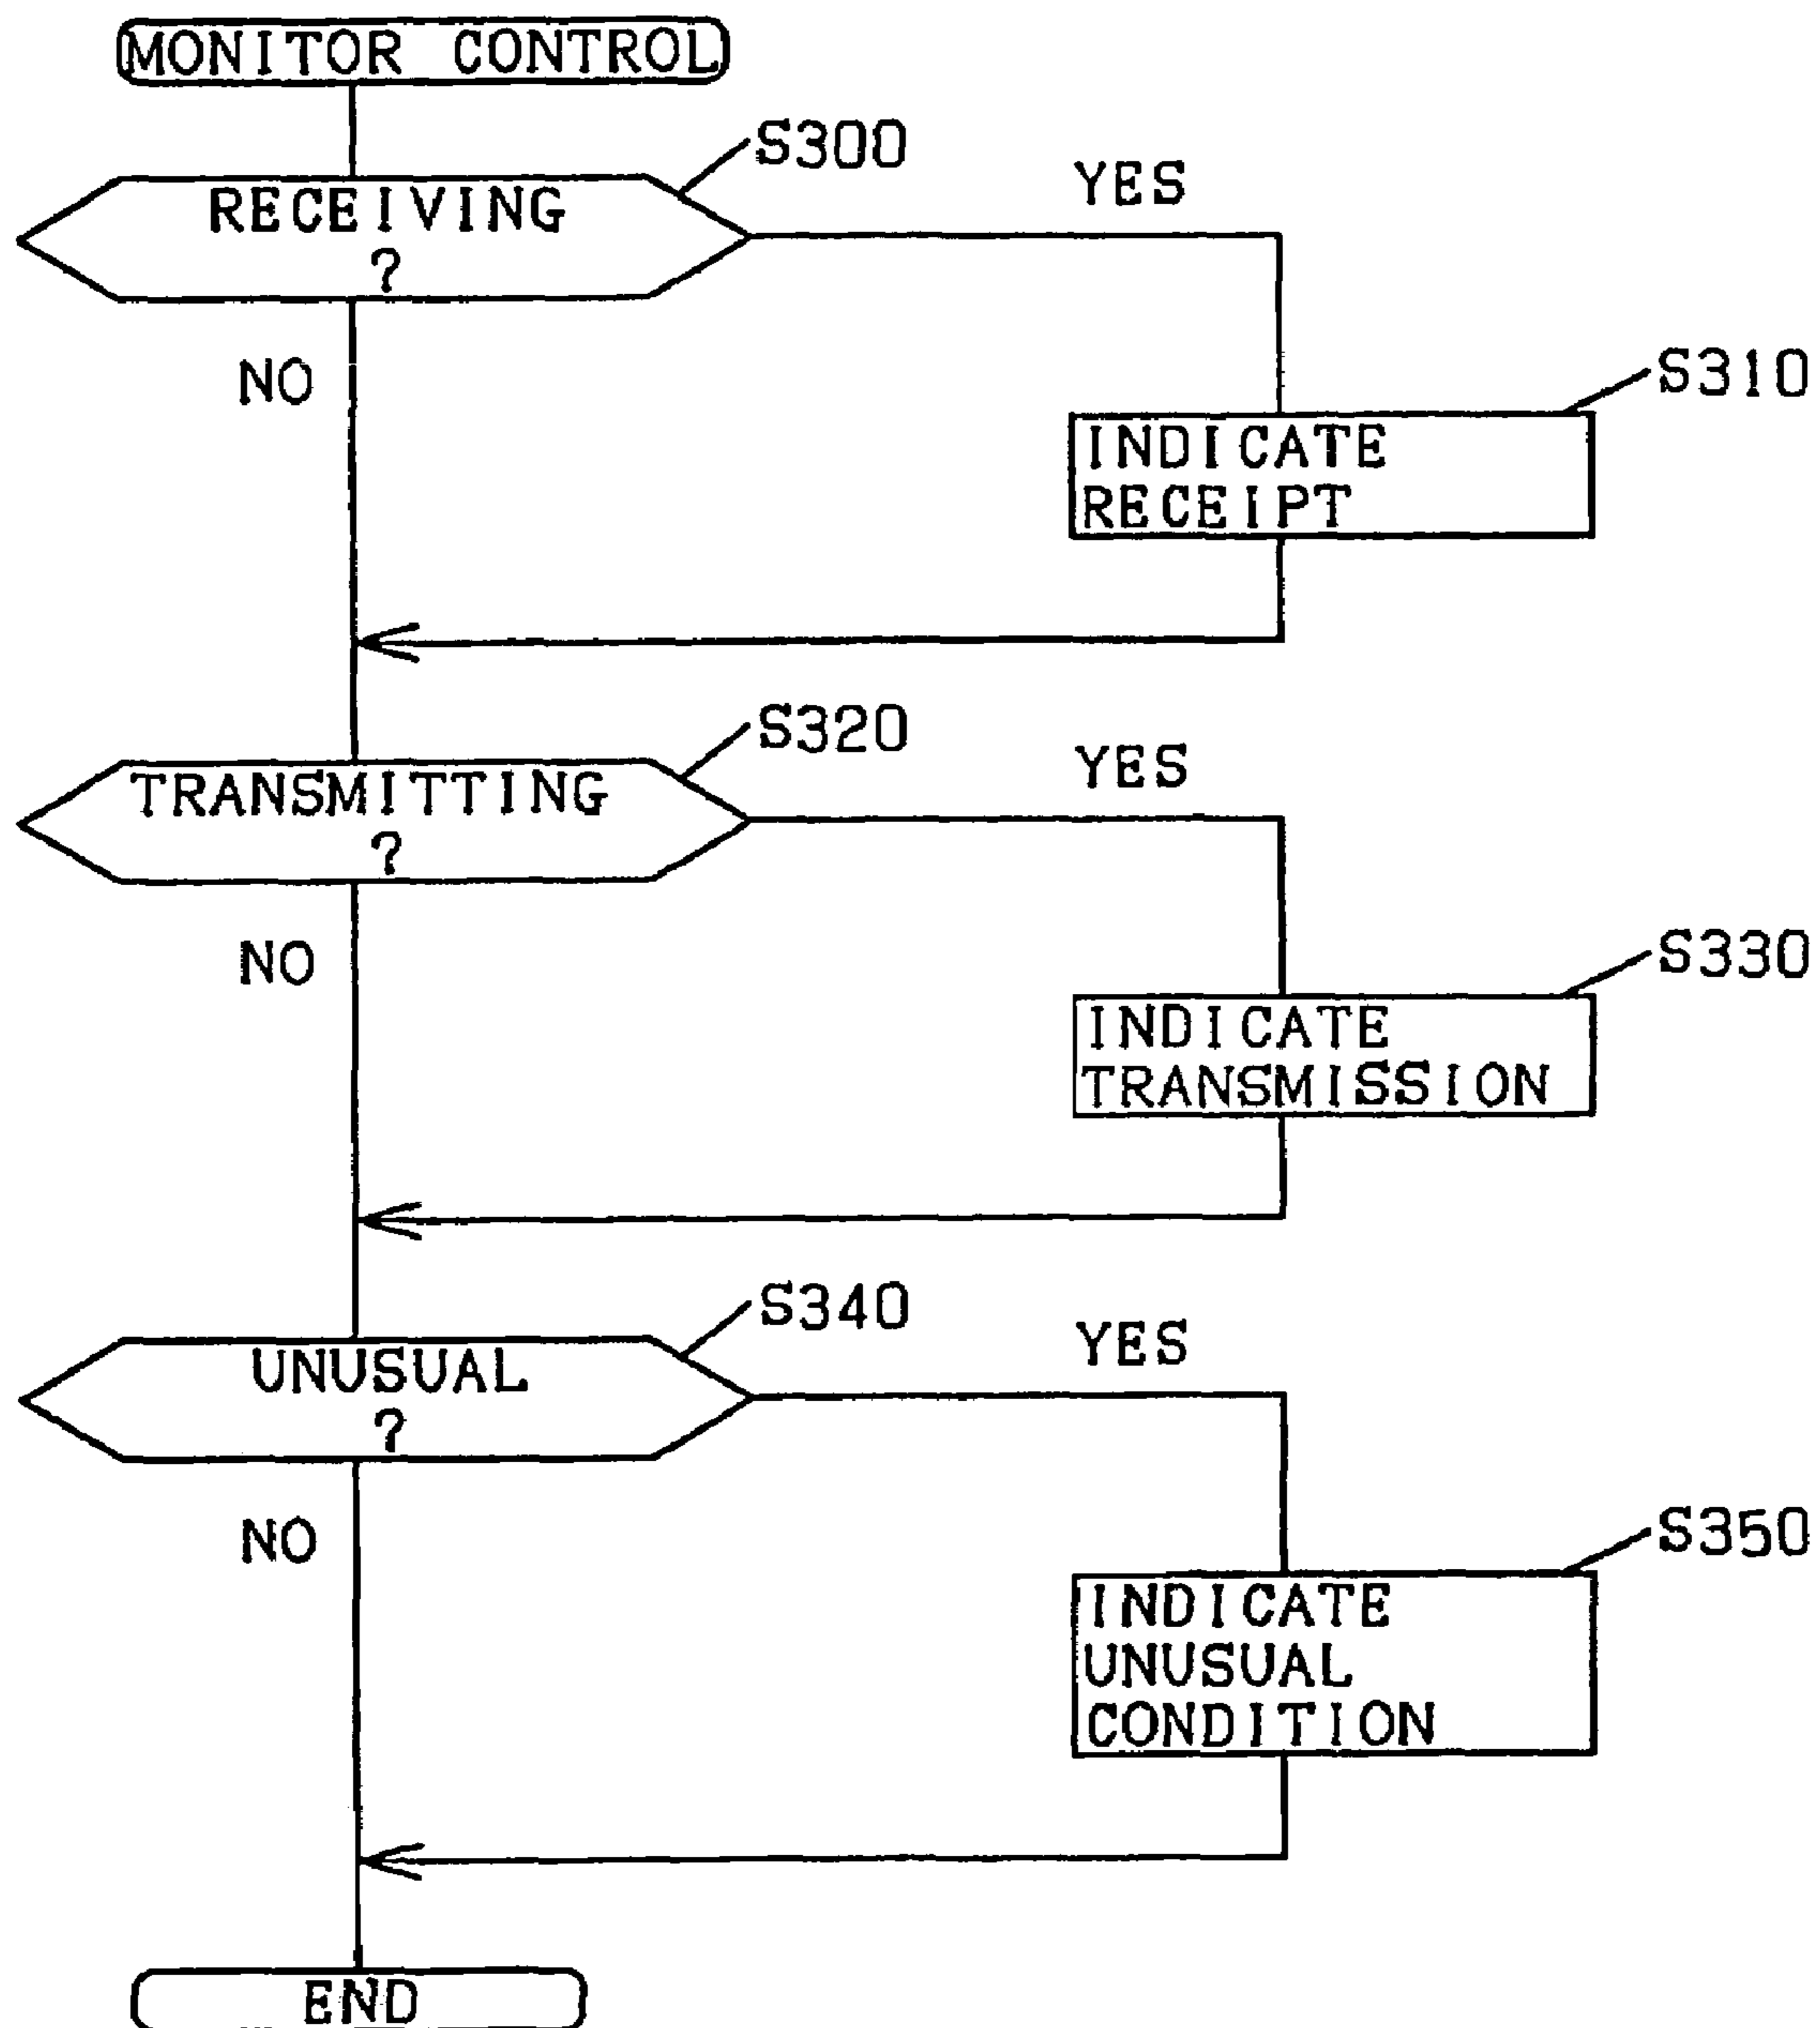 MONITOR CONTROL
S300
RECEIVING
?
YES
NO
S310
INDICATE
RECEIPT
S320
TRANSMITTING
?
YES
NO
S330
INDICATE
TRANSMISSION
S340
UNUSUAL
?
YES
NO
S350
INDICATE
UNUSUAL
CONDITION
END